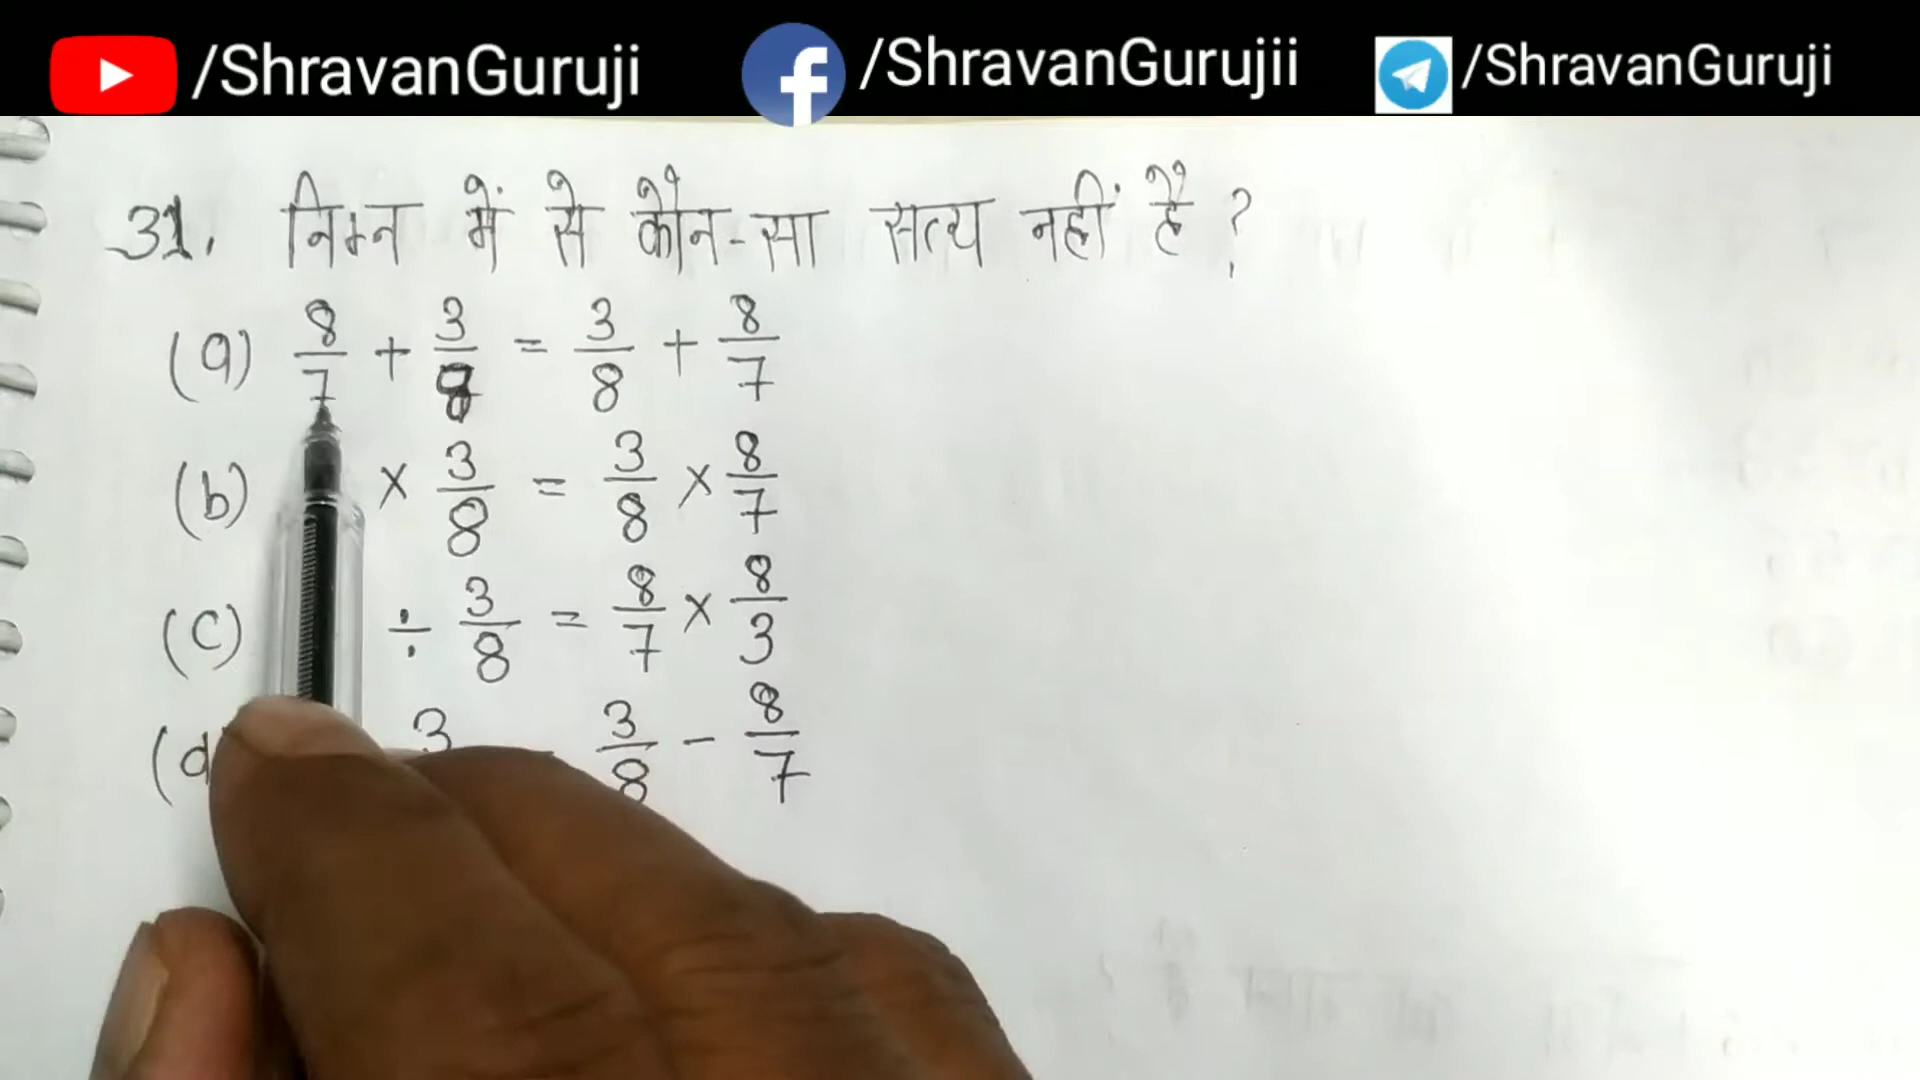 /ShravanGuruji /ShravanGurujii /ShravanGuruji
31. निम्न में से कौन-सा सत्य नहीं है ?
(a) 8/7 + 3/8 = 3/8 + 8/7
(b) × 3/8 = 3/8 × 8/7
(c) ÷ 3/8 = 8/7 × 8/3
(d 3 3/8 - 8/7